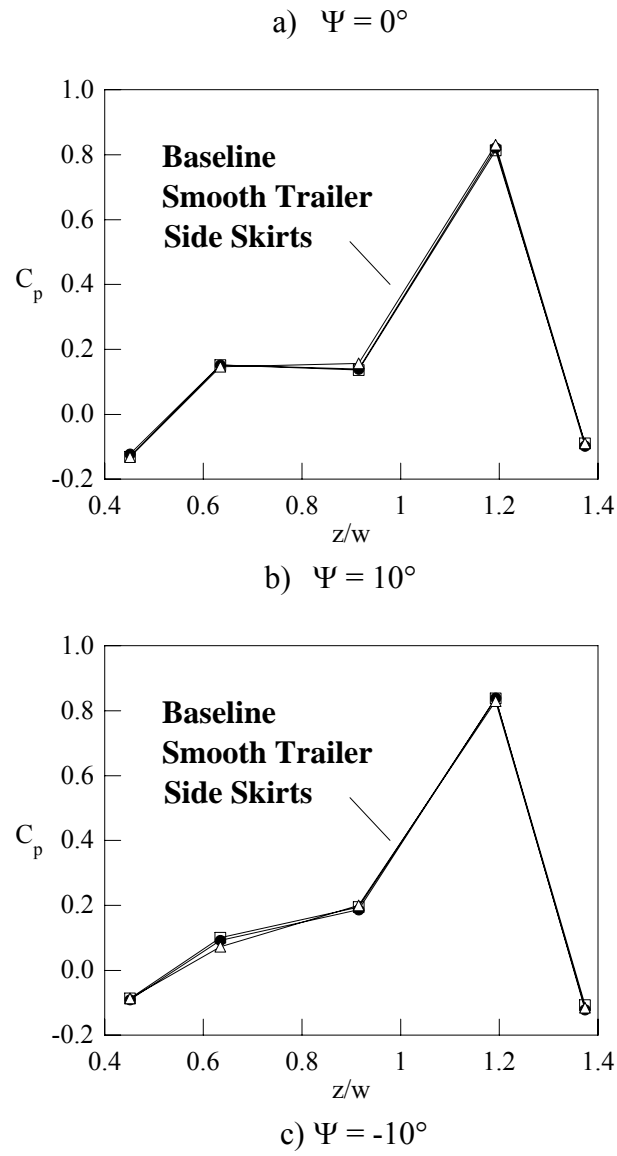 a) Ψ = 0°
1.0
0.8
0.6
0.4
0.2
0.0
-0.2
C_p
Baseline
Smooth Trailer
Side Skirts
0.4 0.6 0.8 1 1.2 1.4
z/w
b) Ψ = 10°
1.0
0.8
0.6
0.4
0.2
0.0
-0.2
C_p
Baseline
Smooth Trailer
Side Skirts
0.4 0.6 0.8 1 1.2 1.4
z/w
c) Ψ = -10°